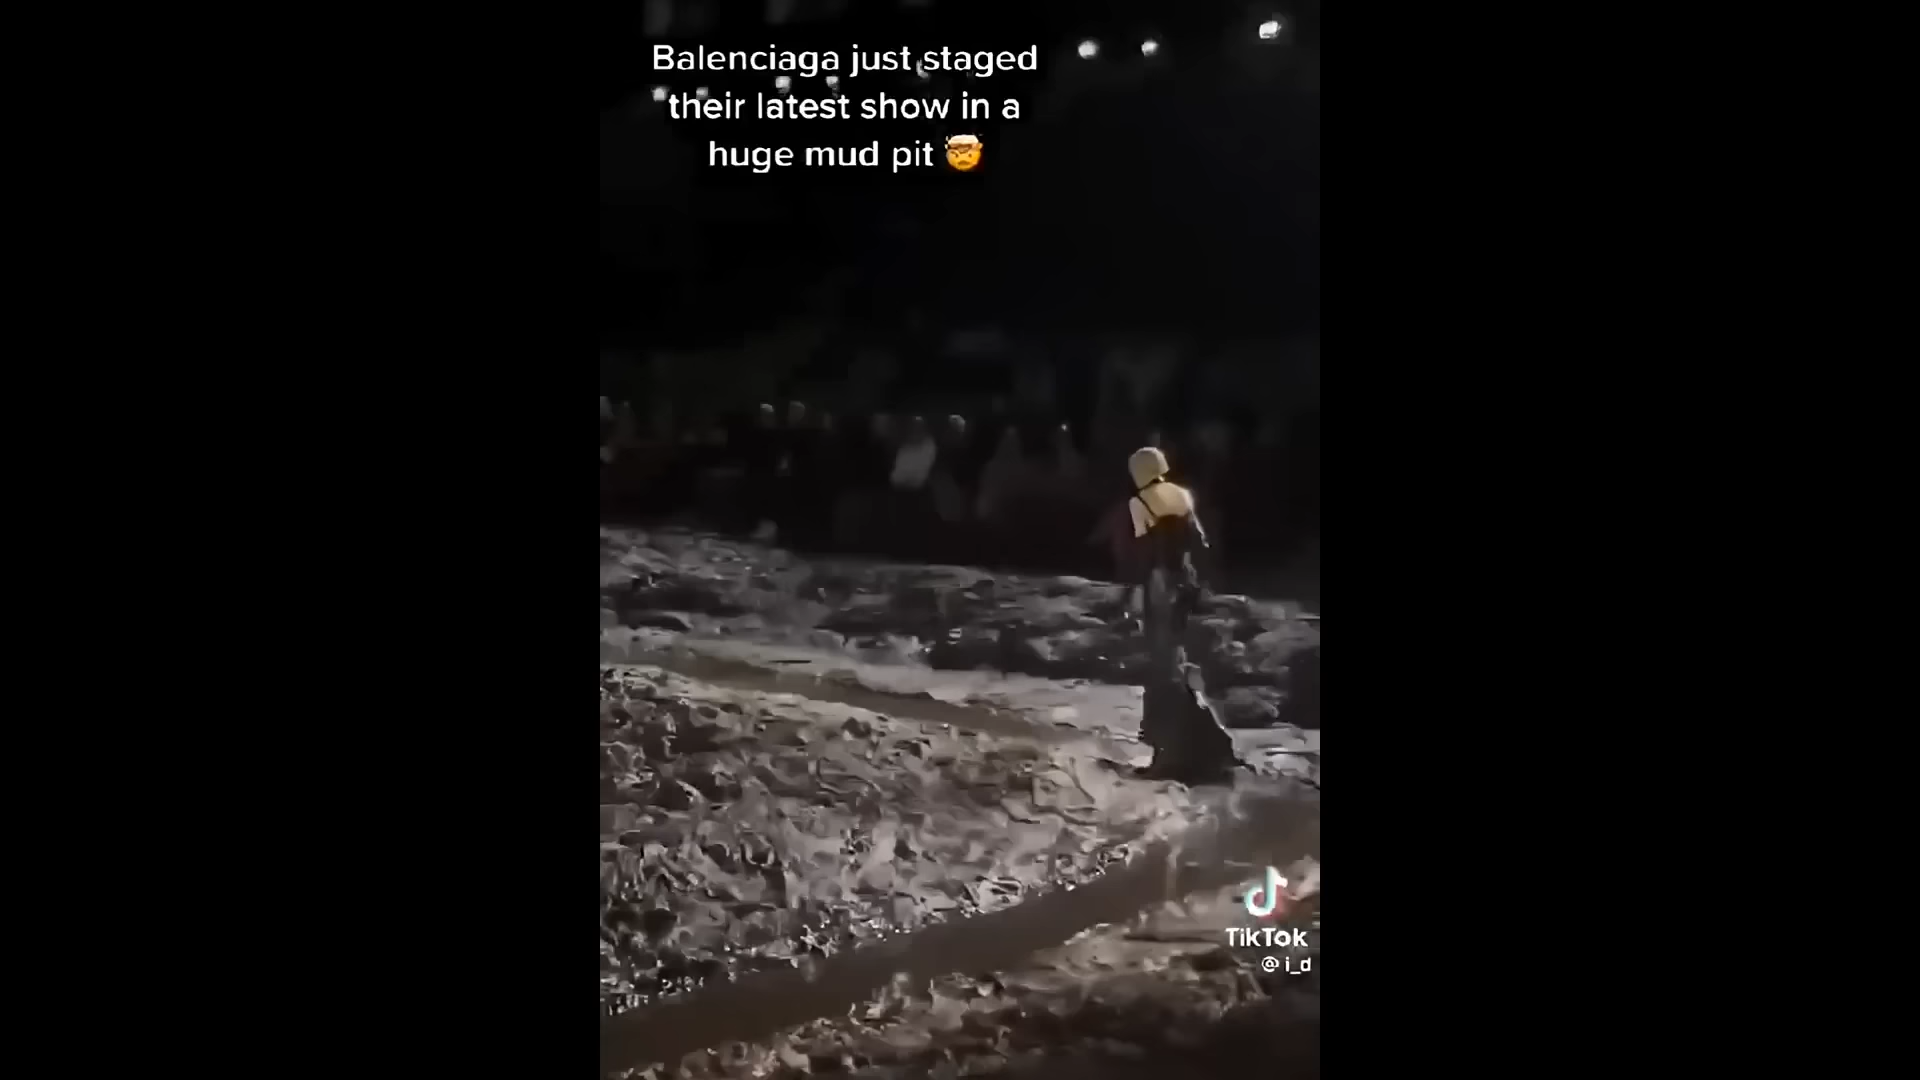 Balenciaga just staged
their latest show in a
huge mud pit 🤯
TikTok
@i_d